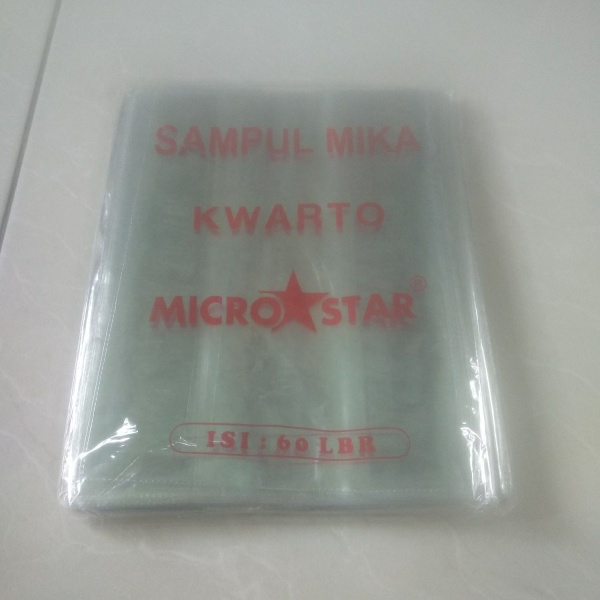 SAMPUL MIKA
KWARTO
MICRO STAR®
ISI : 60 LBR